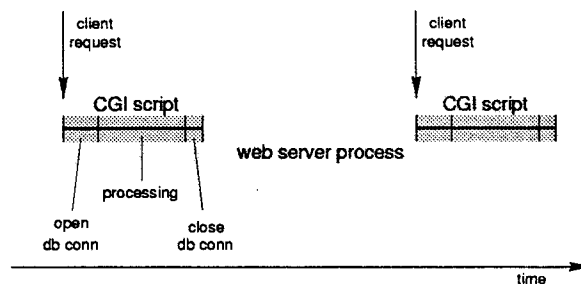 client
request
client
request
CGI script
CGI script
web server process
processing
open
db conn
close
db conn
time